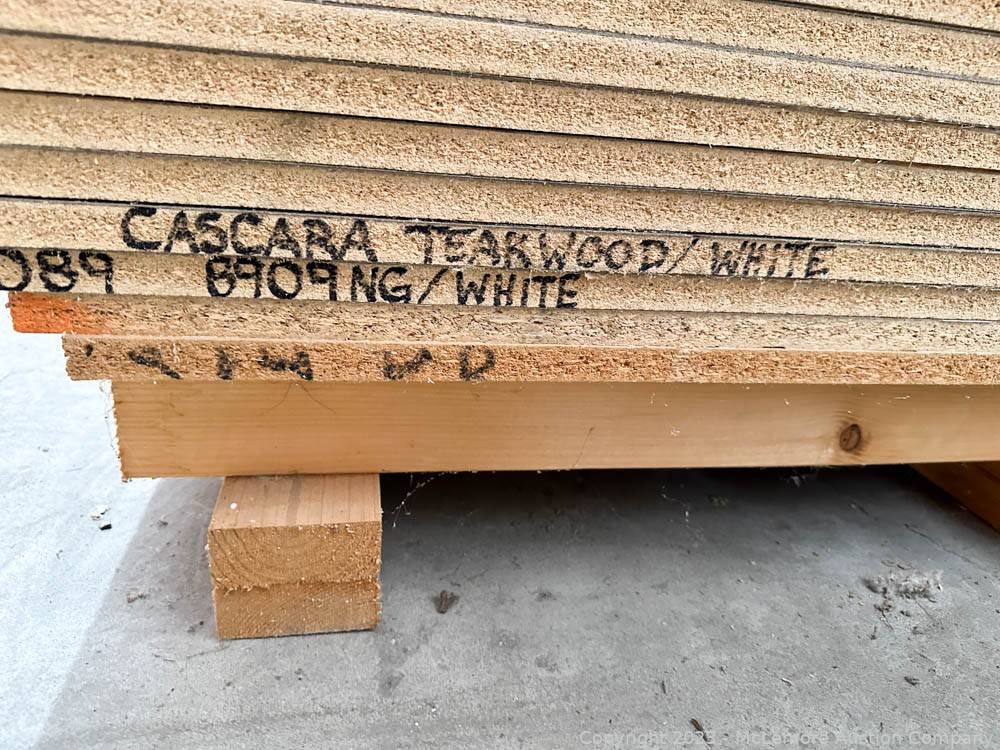 CASCARA TEAKWOOD/WHITE
089 8909NG/WHITE
Copyright 2023 - McLemore Auction Company